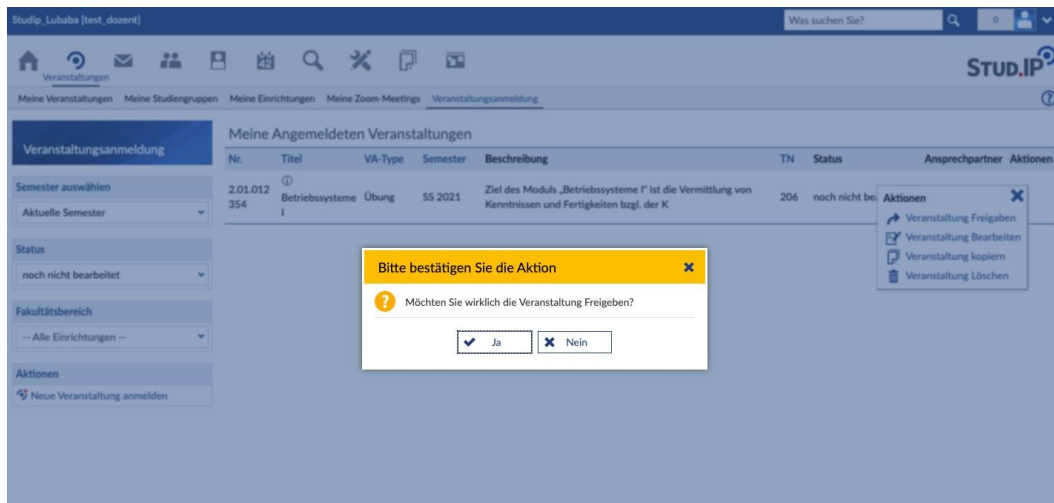 Studip_Lubaba [test_dozent]
Was suchen Sie?
0
Veranstaltungen
STUD.IP
Meine Veranstaltungen Meine Studiengruppen Meine Einrichtungen Meine Zoom-Meetings Veranstaltungsanmeldung
Veranstaltungsanmeldung
Semester auswählen
Aktuelle Semester
Status
noch nicht bearbeitet
Fakultätsbereich
-- Alle Einrichtungen --
Aktionen
Neue Veranstaltung anmelden
Meine Angemeldeten Veranstaltungen
Nr. Titel VA-Type Semester Beschreibung TN Status Ansprechpartner Aktionen
2.01.012
354
Betriebssysteme
I
Übung
SS 2021
Ziel des Moduls „Betriebssysteme I" ist die Vermittlung von
Kenntnissen und Fertigkeiten bzgl. der K
206
noch nicht
Aktionen
Veranstaltung Freigaben
Veranstaltung Bearbeiten
Veranstaltung kopieren
Veranstaltung Löschen
Bitte bestätigen Sie die Aktion
Möchten Sie wirklich die Veranstaltung Freigeben?
Ja
Nein